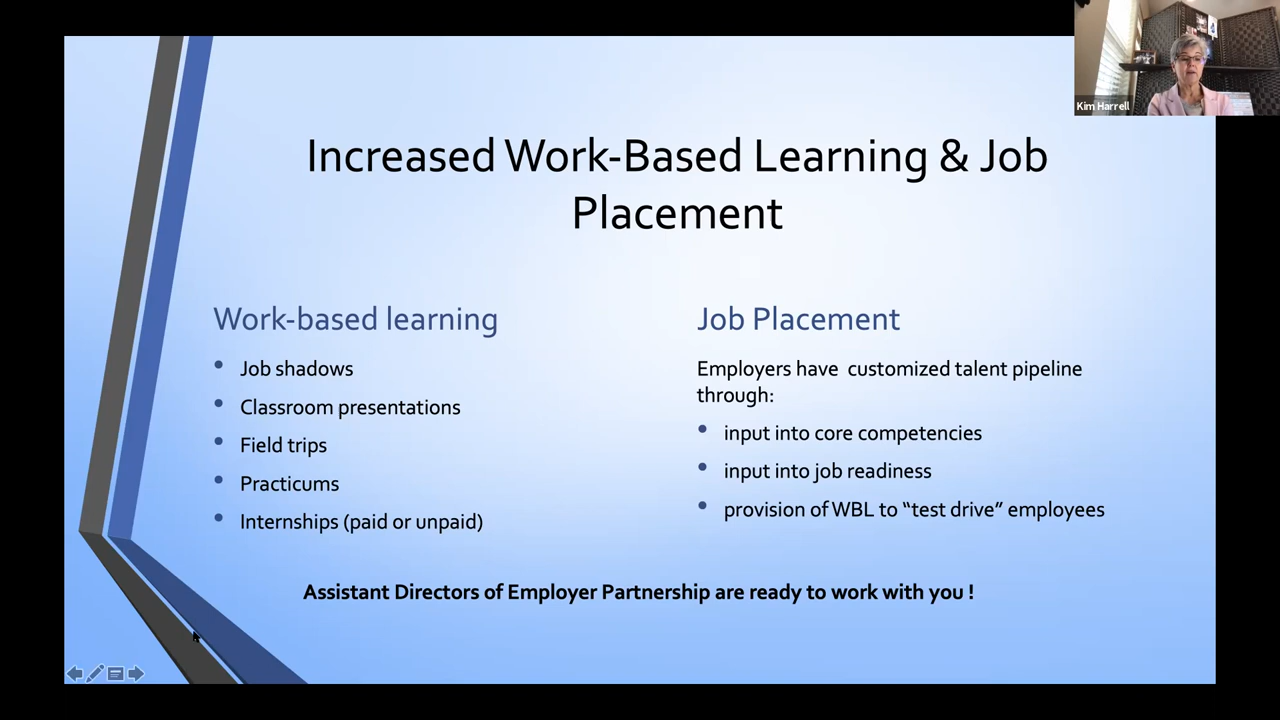 Kim Harrell
Increased Work-Based Learning & Job
Placement
Work-based learning
• Job shadows
• Classroom presentations
• Field trips
• Practicums
• Internships (paid or unpaid)
Job Placement
Employers have customized talent pipeline
through:
• input into core competencies
• input into job readiness
• provision of WBL to “test drive” employees
Assistant Directors of Employer Partnership are ready to work with you !